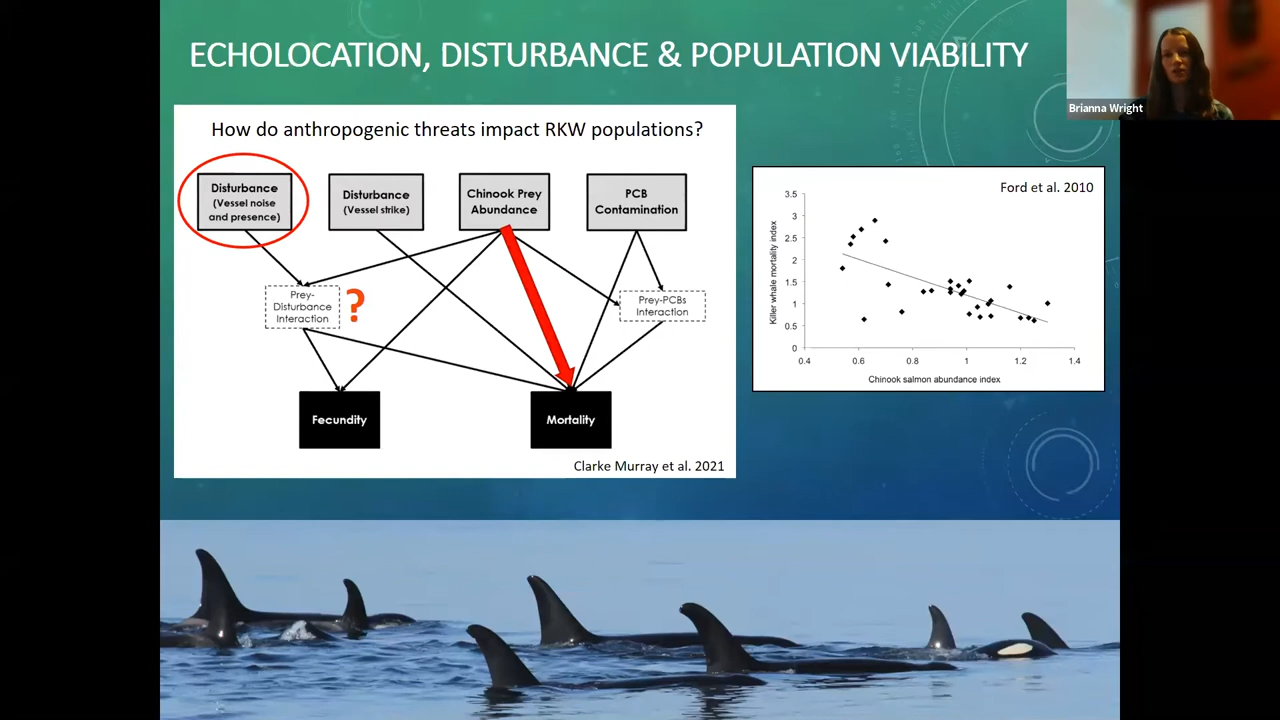 ECHOLOCATION, DISTURBANCE & POPULATION VIABILITY
Brianna Wright
How do anthropogenic threats impact RKW populations?
Disturbance
(Vessel noise
and presence)
Disturbance
(Vessel strike)
Chinook Prey
Abundance
PCB
Contamination
Prey-
Disturbance
Interaction
?
Prey-PCBs
Interaction
Fecundity
Mortality
Clarke Murray et al. 2021
Ford et al. 2010
Killer whale mortality index
3.5
3
2.5
2
1.5
1
0.5
0
0.4
0.6
0.8
1
1.2
1.4
Chinook salmon abundance index